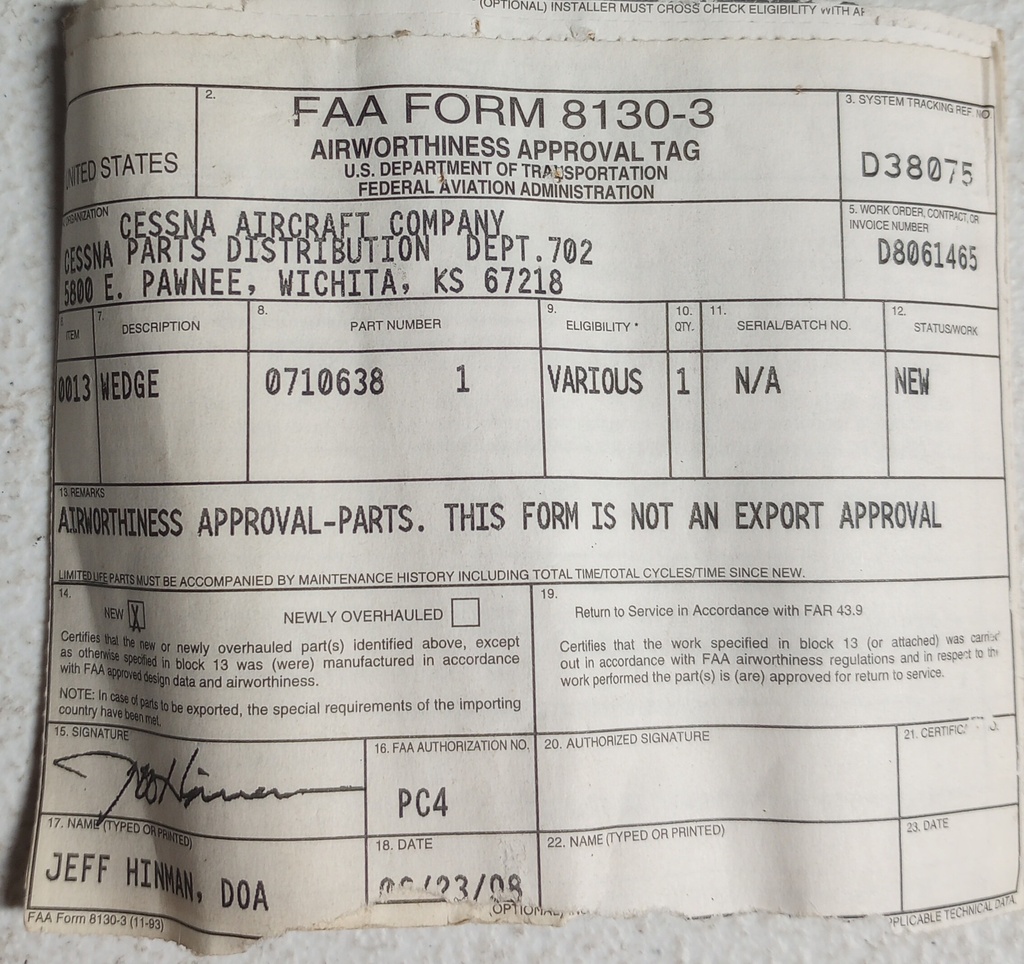 (OPTIONAL) INSTALLER MUST CROSS CHECK ELIGIBILITY WITH
UNITED STATES
2.
FAA FORM 8130-3
AIRWORTHINESS APPROVAL TAG
U.S. DEPARTMENT OF TRANSPORTATION
FEDERAL AVIATION ADMINISTRATION
3. SYSTEM TRACKING REF. NO
D38075
ORGANIZATION
CESSNA AIRCRAFT COMPANY
CESSNA PARTS DISTRIBUTION DEPT.702
5800 E. PAWNEE, WICHITA, KS 67218
5. WORK ORDER, CONTRACT, OR
INVOICE NUMBER
D8061465
ITEM
7. DESCRIPTION
8. PART NUMBER
9. ELIGIBILITY *
10. QTY.
11. SERIAL/BATCH NO.
12. STATUS/WORK
0013 WEDGE 0710638 1 VARIOUS 1 N/A NEW
13 REMARKS
AIRWORTHINESS APPROVAL-PARTS. THIS FORM IS NOT AN EXPORT APPROVAL
LIMITED LIFE PARTS MUST BE ACCOMPANIED BY MAINTENANCE HISTORY INCLUDING TOTAL TIME/TOTAL CYCLES/TIME SINCE NEW.
14.
NEW X NEWLY OVERHAULED
Certifies that the new or newly overhauled part(s) identified above, except
as otherwise specified in block 13 was (were) manufactured in accordance
with FAA approved design data and airworthiness.
NOTE: In case of parts to be exported, the special requirements of the importing
country have been met.
19.
Return to Service in Accordance with FAR 43.9
Certifies that the work specified in block 13 (or attached) was carried
out in accordance with FAA airworthiness regulations and in respect to the
work performed the part(s) is (are) approved for return to service.
15. SIGNATURE
16. FAA AUTHORIZATION NO.
PC4
20. AUTHORIZED SIGNATURE
21.
17. NAME (TYPED OR PRINTED)
JEFF HINMAN, DOA
18. DATE
/23/08
22. NAME (TYPED OR PRINTED)
23. DATE
FAA Form 8130-3 (11-93)
(OPTIONAL)
TECHNICAL DATA.